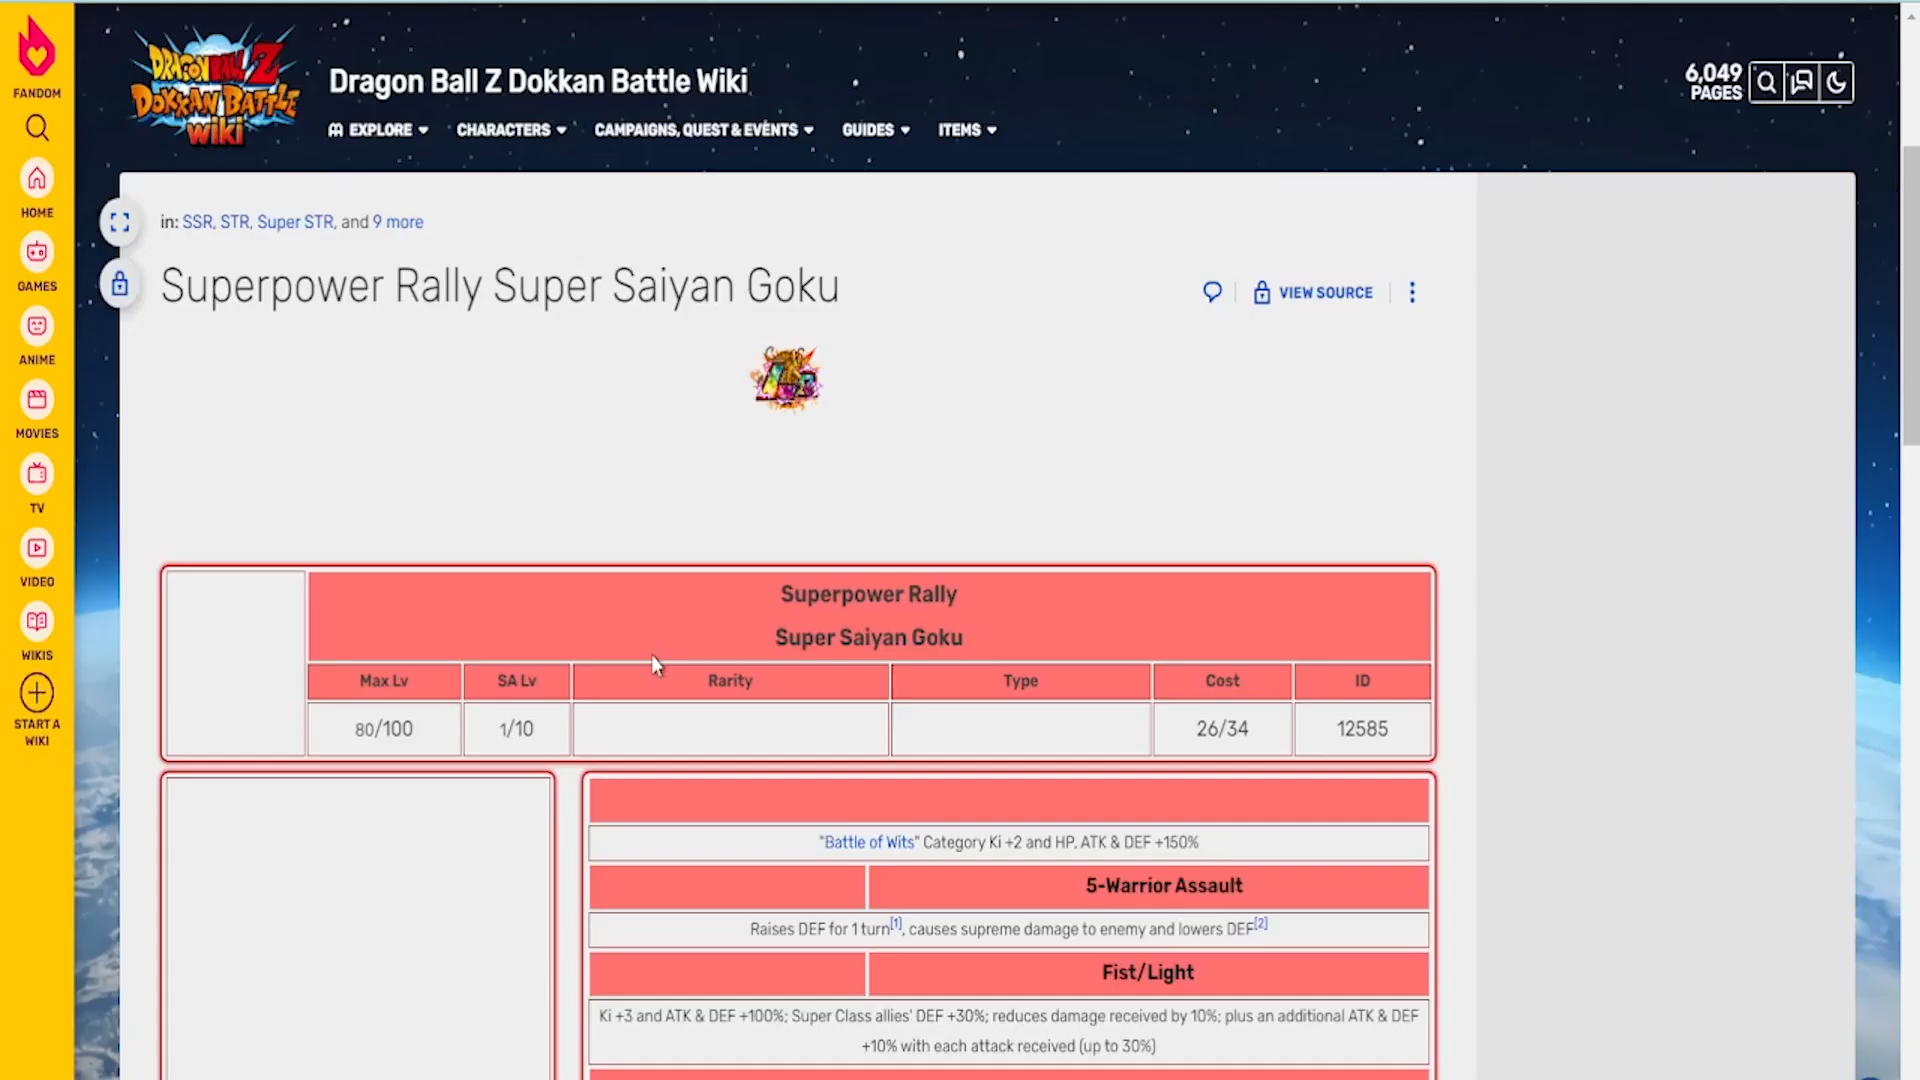 FANDOM
HOME
GAMES
ANIME
MOVIES
TV
VIDEO
WIKIS
START A
WIKI
DRAGON BALL Z
DOKKAN BATTLE
WIKI
Dragon Ball Z Dokkan Battle Wiki
EXPLORE
CHARACTERS
CAMPAIGNS, QUEST & EVENTS
GUIDES
ITEMS
6,049
PAGES
in: SSR, STR, Super STR, and 9 more
Superpower Rally Super Saiyan Goku
VIEW SOURCE
Superpower Rally
Super Saiyan Goku
Max Lv SA Lv Rarity Type Cost ID
80/100 1/10 26/34 12585
"Battle of Wits" Category Ki +2 and HP, ATK & DEF +150%
5-Warrior Assault
Raises DEF for 1 turn[1], causes supreme damage to enemy and lowers DEF[2]
Fist/Light
Ki +3 and ATK & DEF +100%; Super Class allies' DEF +30%; reduces damage received by 10%; plus an additional ATK & DEF
+10% with each attack received (up to 30%)